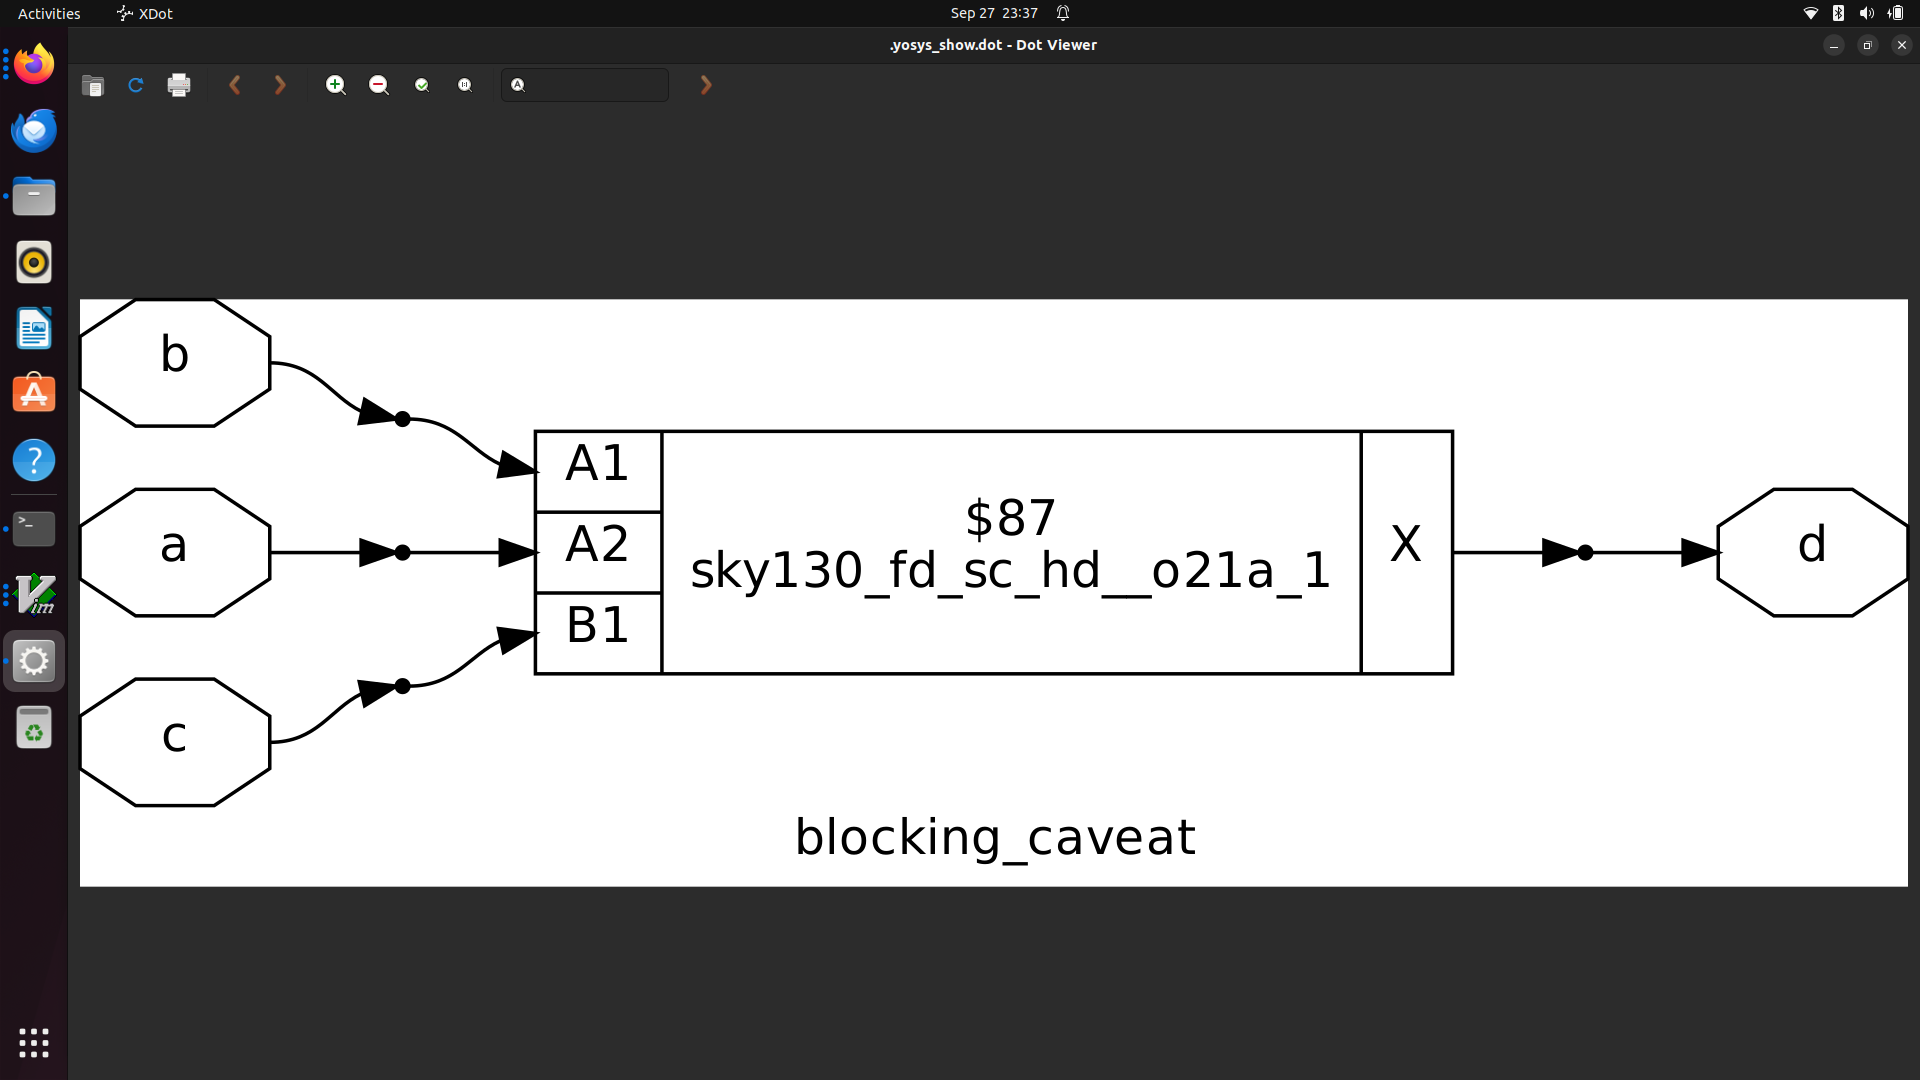 Activities
XDot
Sep 27 23:37
.yosys_show.dot - Dot Viewer
b
a
c
A1
A2
B1
$87
sky130_fd_sc_hd__o21a_1
X
d
blocking_caveat